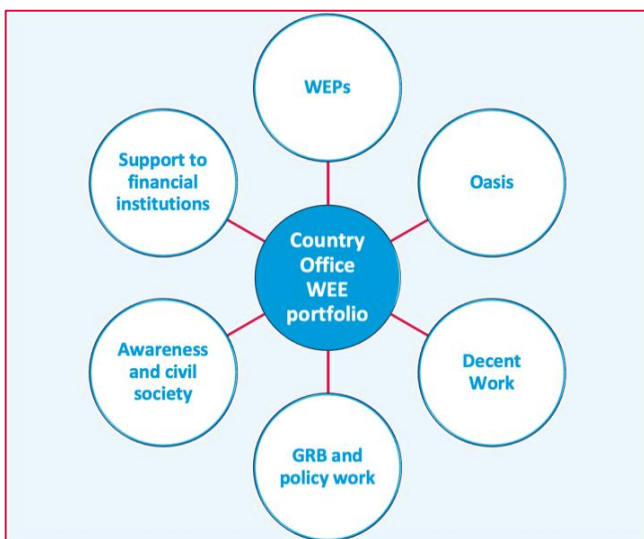 WEPs
Support to
financial
institutions
Oasis
Country
Office
WEE
portfolio
Awareness
and civil
society
Decent
Work
GRB and
policy work